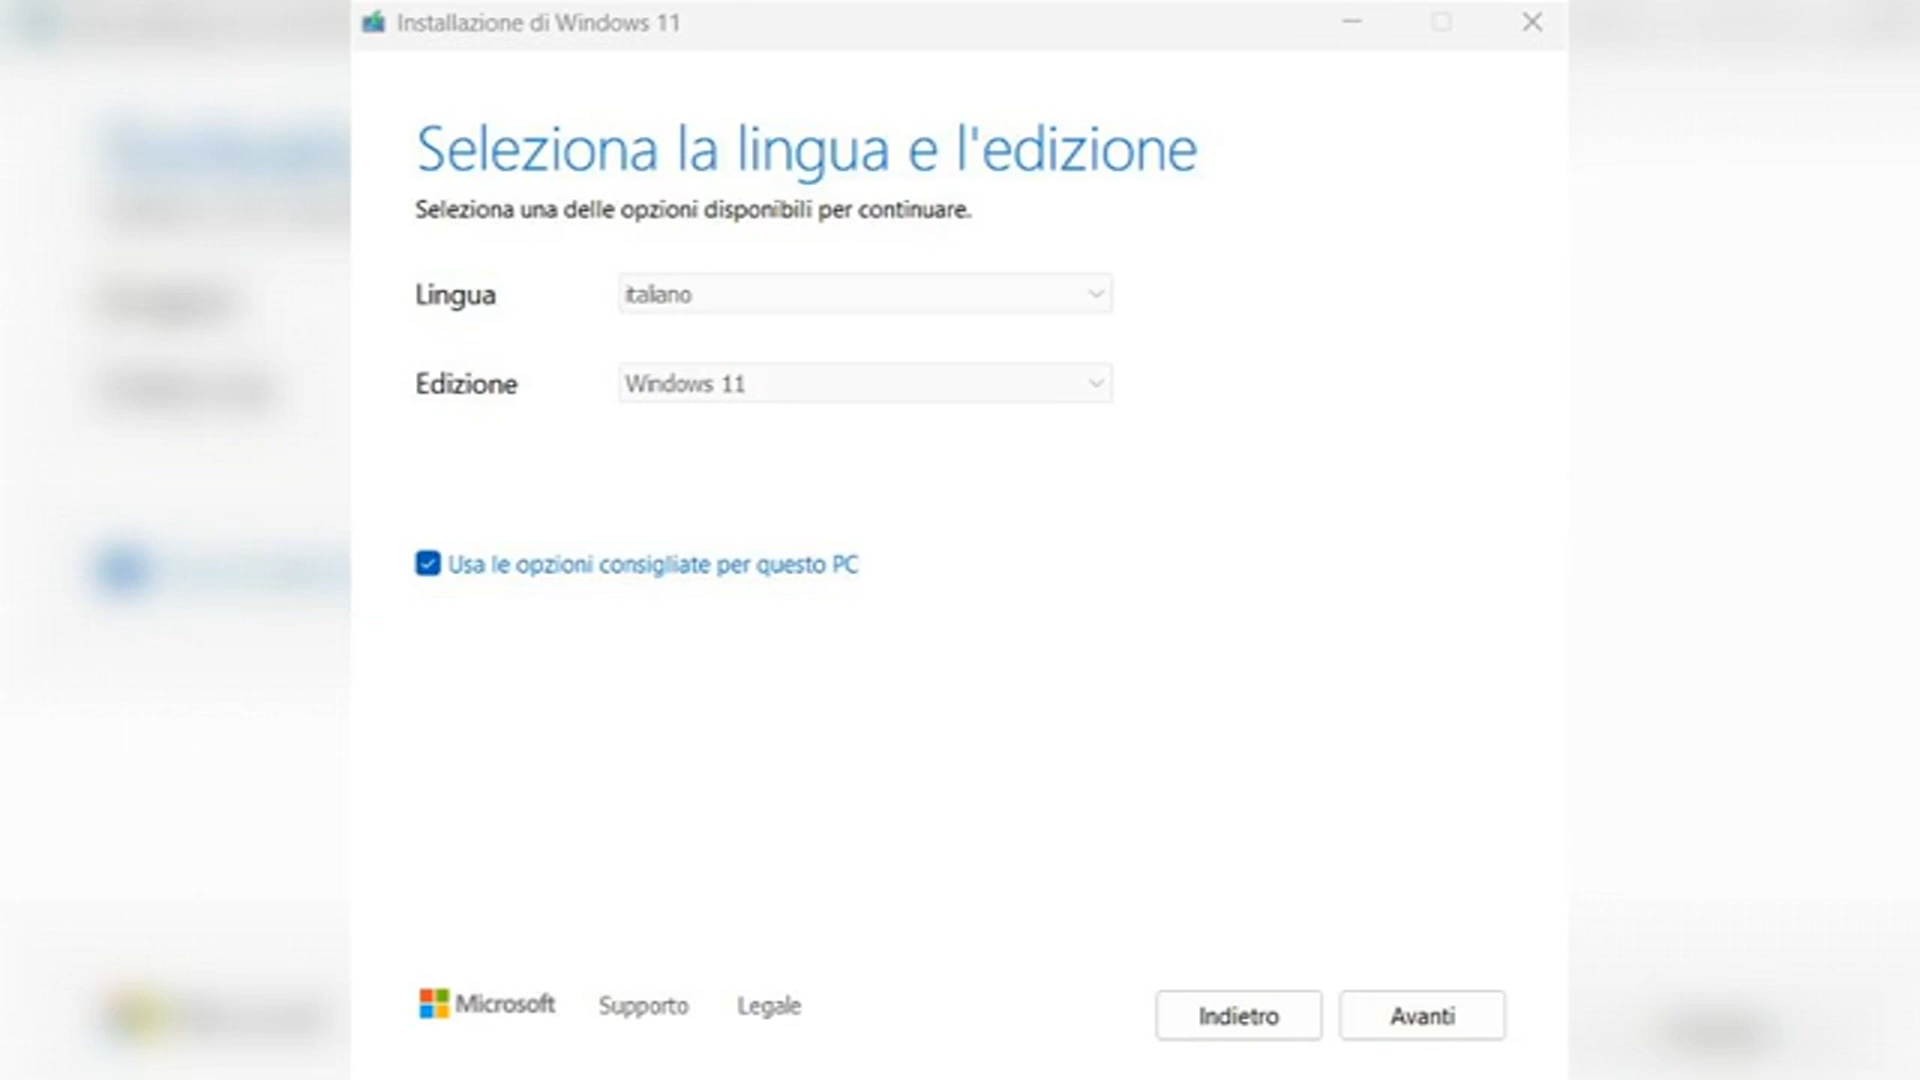 Installazione di Windows 11
Seleziona la lingua e l'edizione
Seleziona una delle opzioni disponibili per continuare.
Lingua
italiano
Edizione
Windows 11
Usa le opzioni consigliate per questo PC
Microsoft
Supporto
Legale
Indietro
Avanti